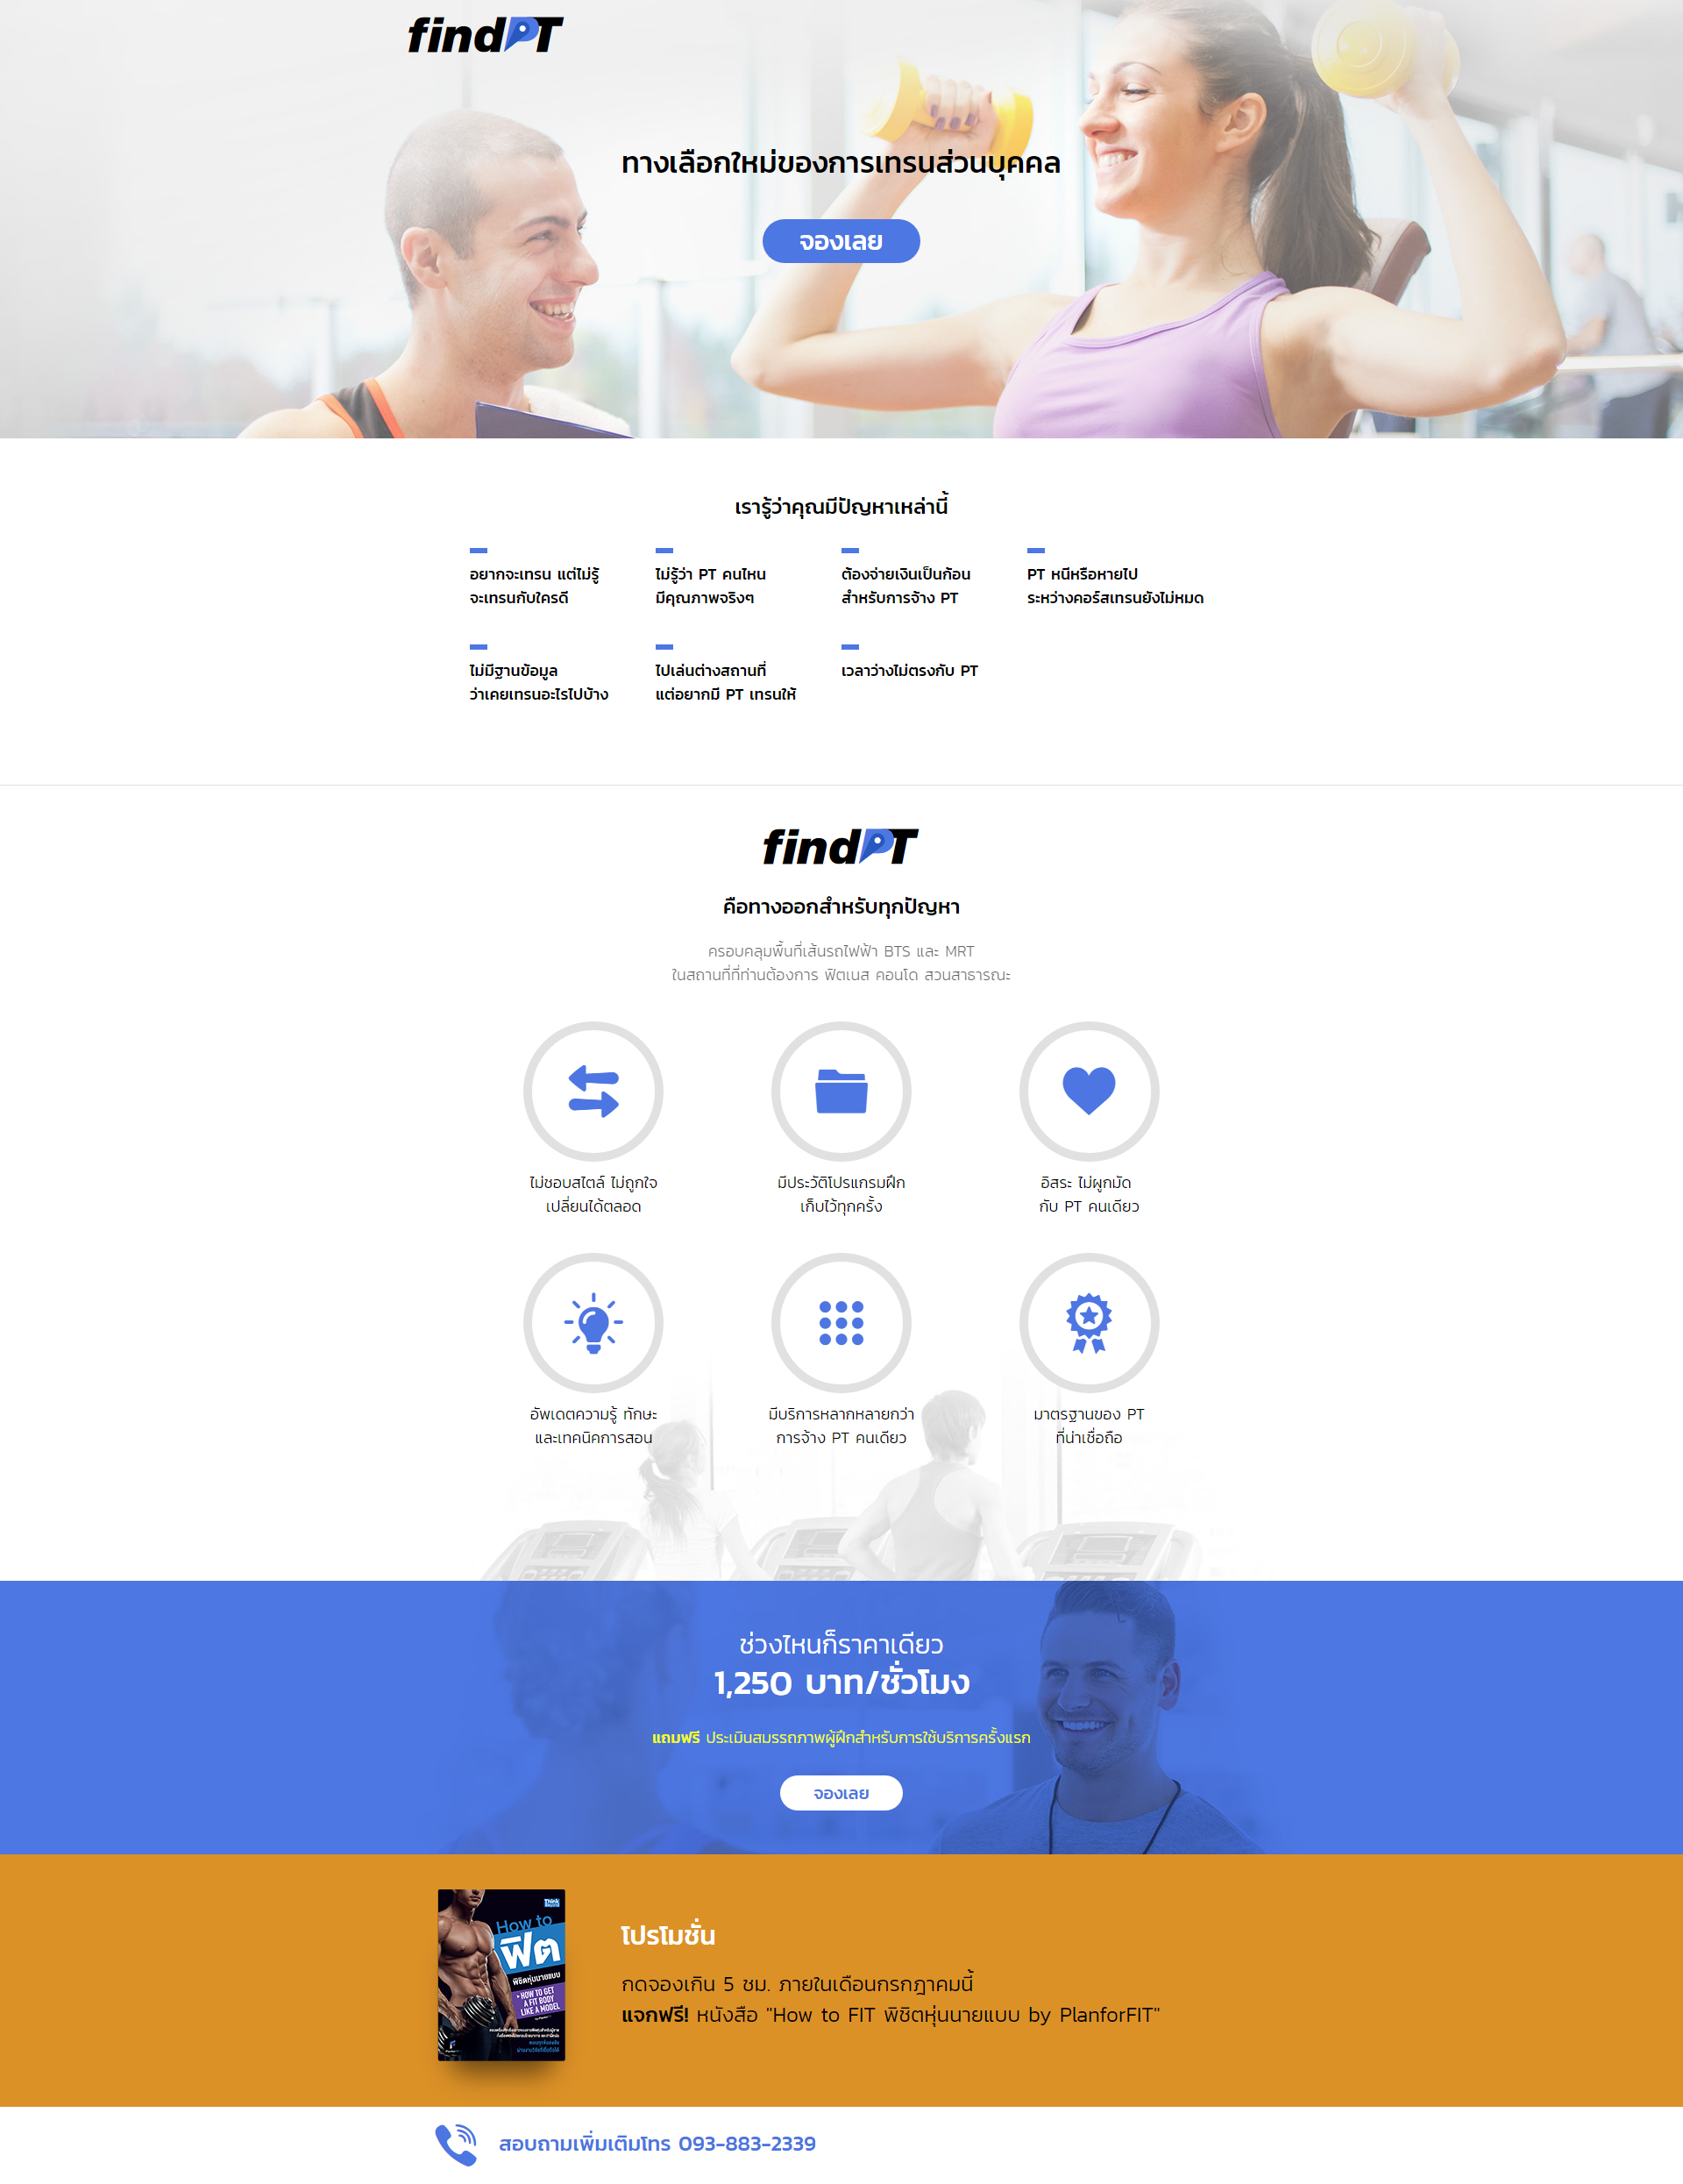 findPT
ทางเลือกใหม่ของการเทรนส่วนบุคคล
จองเลย
เรารู้ว่าคุณมีปัญหาเหล่านี้
อยากจะเทรน แต่ไม่รู้
จะเทรนกับใครดี
ไม่รู้ว่า PT คนไหน
มีคุณภาพจริงๆ
ต้องจ่ายเงินเป็นก้อน
สำหรับการจ้าง PT
PT หนีหรือหายไป
ระหว่างคอร์สเทรนยังไม่หมด
ไม่มีฐานข้อมูล
ว่าเคยเทรนอะไรไปบ้าง
ไปเล่นต่างสถานที่
แต่อยากมี PT เทรนให้
เวลาว่างไม่ตรงกับ PT
findPT
คือทางออกสำหรับทุกปัญหา
ครอบคลุมพื้นที่เส้นรถไฟฟ้า BTS และ MRT
ในสถานที่ที่ท่านต้องการ ฟิตเนส คอนโด สวนสาธารณะ
ไม่ชอบสไตล์ ไม่ถูกใจ
เปลี่ยนได้ตลอด
มีประวัติโปรแกรมฝึก
เก็บไว้ทุกครั้ง
อิสระ ไม่ผูกมัด
กับ PT คนเดียว
อัพเดตความรู้ ทักษะ
และเทคนิคการสอน
มีบริการหลากหลายกว่า
การจ้าง PT คนเดียว
มาตรฐานของ PT
ที่น่าเชื่อถือ
ช่วงไหนก็ราคาเดียว
1,250 บาท/ชั่วโมง
แถมฟรี ประเมินสมรรถภาพผู้ฝึกสำหรับการใช้บริการครั้งแรก
จองเลย
Think
How to
ฟิต
พิชิตหุ่นนายแบบ
HOW TO GET
A FIT BODY
LIKE A MODEL
โปรโมชั่น
กดจองเกิน 5 ชม. ภายในเดือนกรกฎาคมนี้
แจกฟรี! หนังสือ "How to FIT พิชิตหุ่นนายแบบ by PlanforFIT"
สอบถามเพิ่มเติมโทร 093-883-2339